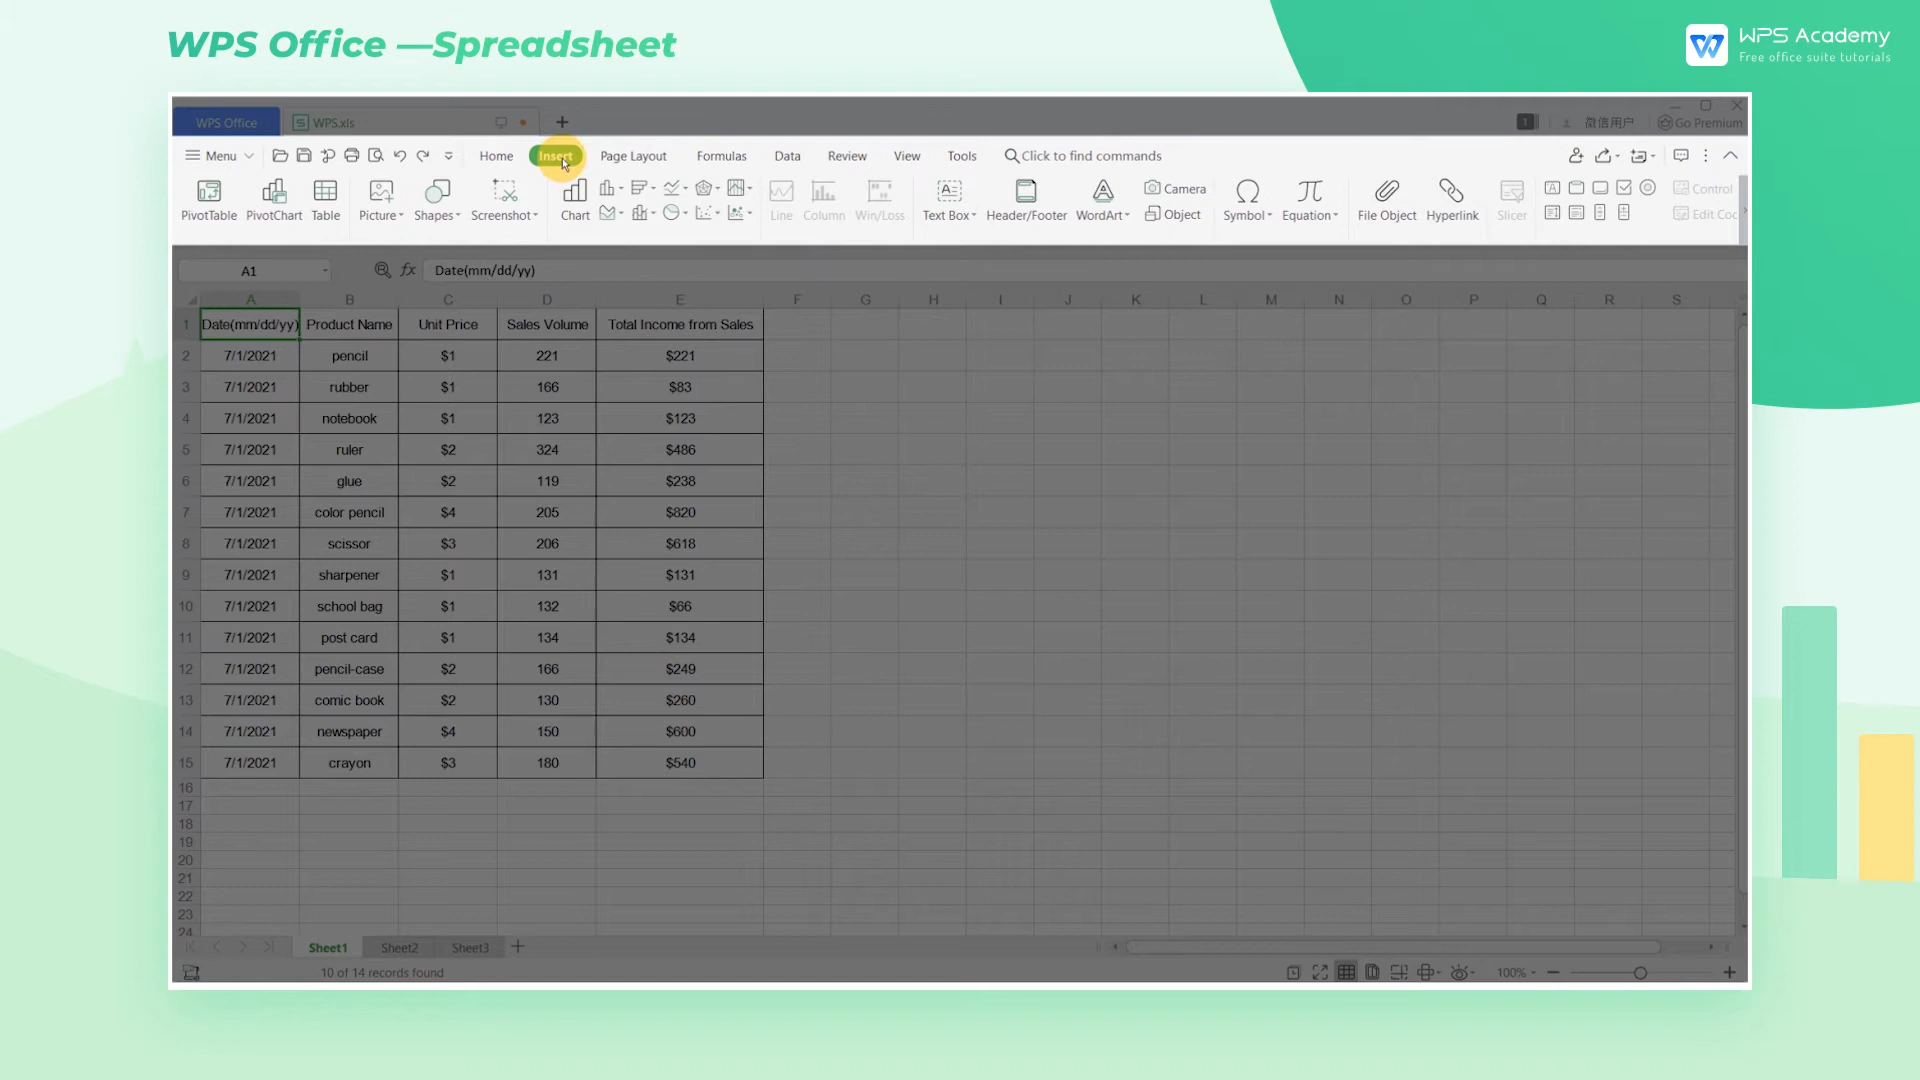 WPS Office —Spreadsheet
WPS Academy
Free office suite tutorials
WPS Office
WPS.xls
微信用户
Go Premium
Menu Home Insert Page Layout Formulas Data Review View Tools Click to find commands
PivotTable PivotChart Table Picture Shapes Screenshot Chart Line Column Win/Loss Text Box Header/Footer WordArt Camera Object Symbol Equation File Object Hyperlink Slicer Control Edit Coc
A1 fx Date(mm/dd/yy)
A B C D E F G H I J K L M N O P Q R S
1 Date(mm/dd/yy) Product Name Unit Price Sales Volume Total Income from Sales
2 7/1/2021 pencil $1 221 $221
3 7/1/2021 rubber $1 166 $83
4 7/1/2021 notebook $1 123 $123
5 7/1/2021 ruler $2 324 $486
6 7/1/2021 glue $2 119 $238
7 7/1/2021 color pencil $4 205 $820
8 7/1/2021 scissor $3 206 $618
9 7/1/2021 sharpener $1 131 $131
10 7/1/2021 school bag $1 132 $66
11 7/1/2021 post card $1 134 $134
12 7/1/2021 pencil-case $2 166 $249
13 7/1/2021 comic book $2 130 $260
14 7/1/2021 newspaper $4 150 $600
15 7/1/2021 crayon $3 180 $540
16
17
18
19
20
21
22
23
24
Sheet1 Sheet2 Sheet3
10 of 14 records found
100%